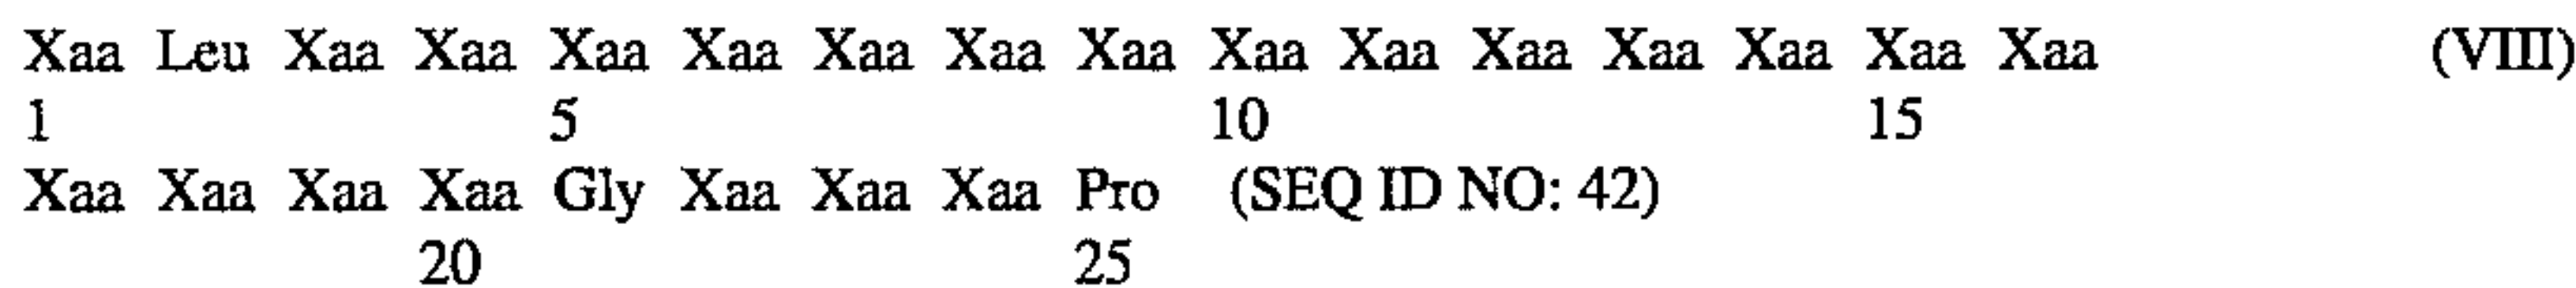 Xaa Leu Xaa Xaa Xaa Xaa Xaa Xaa Xaa Xaa Xaa Xaa Xaa Xaa Xaa Xaa (VIII)
1 5 10 15
Xaa Xaa Xaa Xaa Gly Xaa Xaa Xaa Pro (SEQ ID NO: 42)
20 25